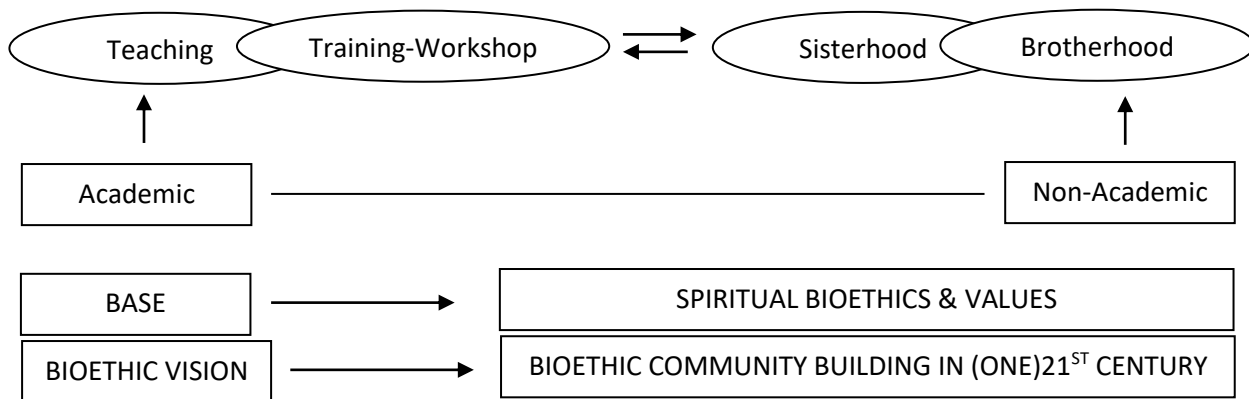 Teaching
Training-Workshop
Sisterhood
Brotherhood
Academic
Non-Academic
BASE
SPIRITUAL BIOETHICS & VALUES
BIOETHIC VISION
BIOETHIC COMMUNITY BUILDING IN (ONE)21ST CENTURY